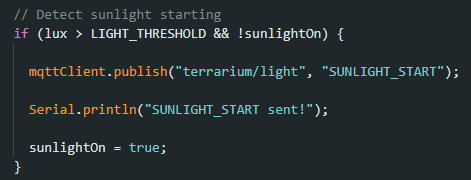 // Detect sunlight starting
if (lux > LIGHT_THRESHOLD && !sunlightOn) {
mqttClient.publish("terrarium/light", "SUNLIGHT_START");
Serial.println("SUNLIGHT_START sent!");
sunlightOn = true;
}